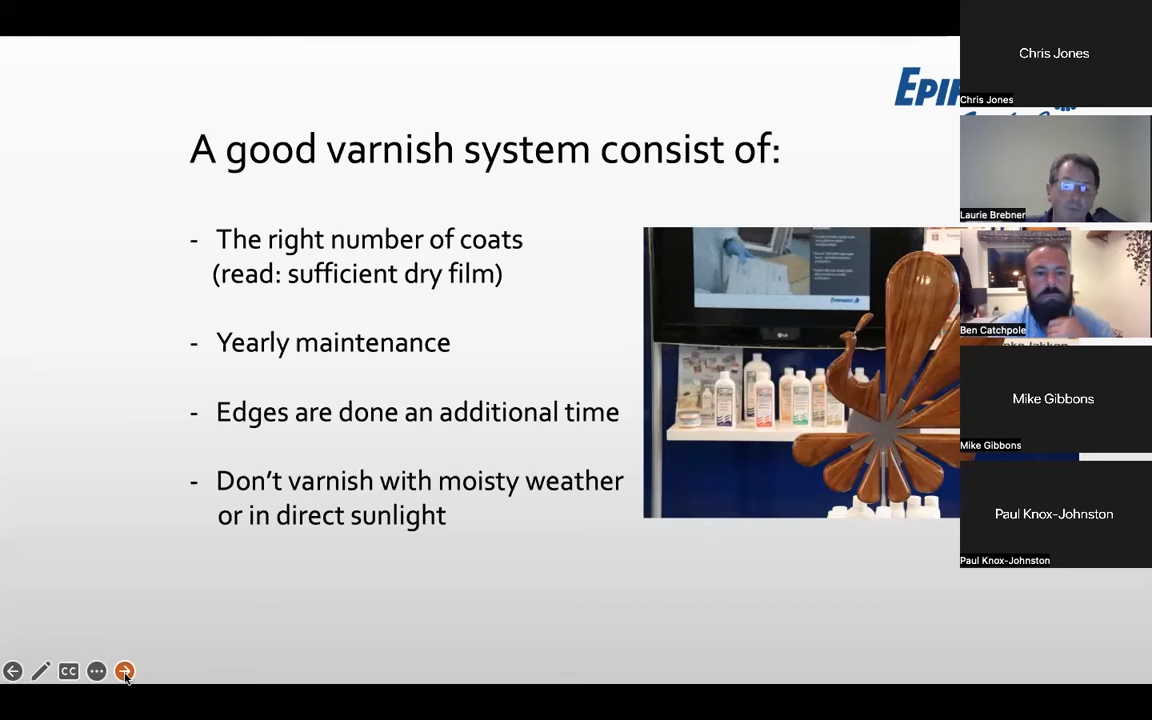 Chris Jones
Chris Jones
A good varnish system consist of:
- The right number of coats
(read: sufficient dry film)
- Yearly maintenance
- Edges are done an additional time
- Don't varnish with moisty weather
or in direct sunlight
Laurie Brebner
Ben Catchpole
Mike Gibbons
Mike Gibbons
Paul Knox-Johnston
Paul Knox-Johnston
CC
LG